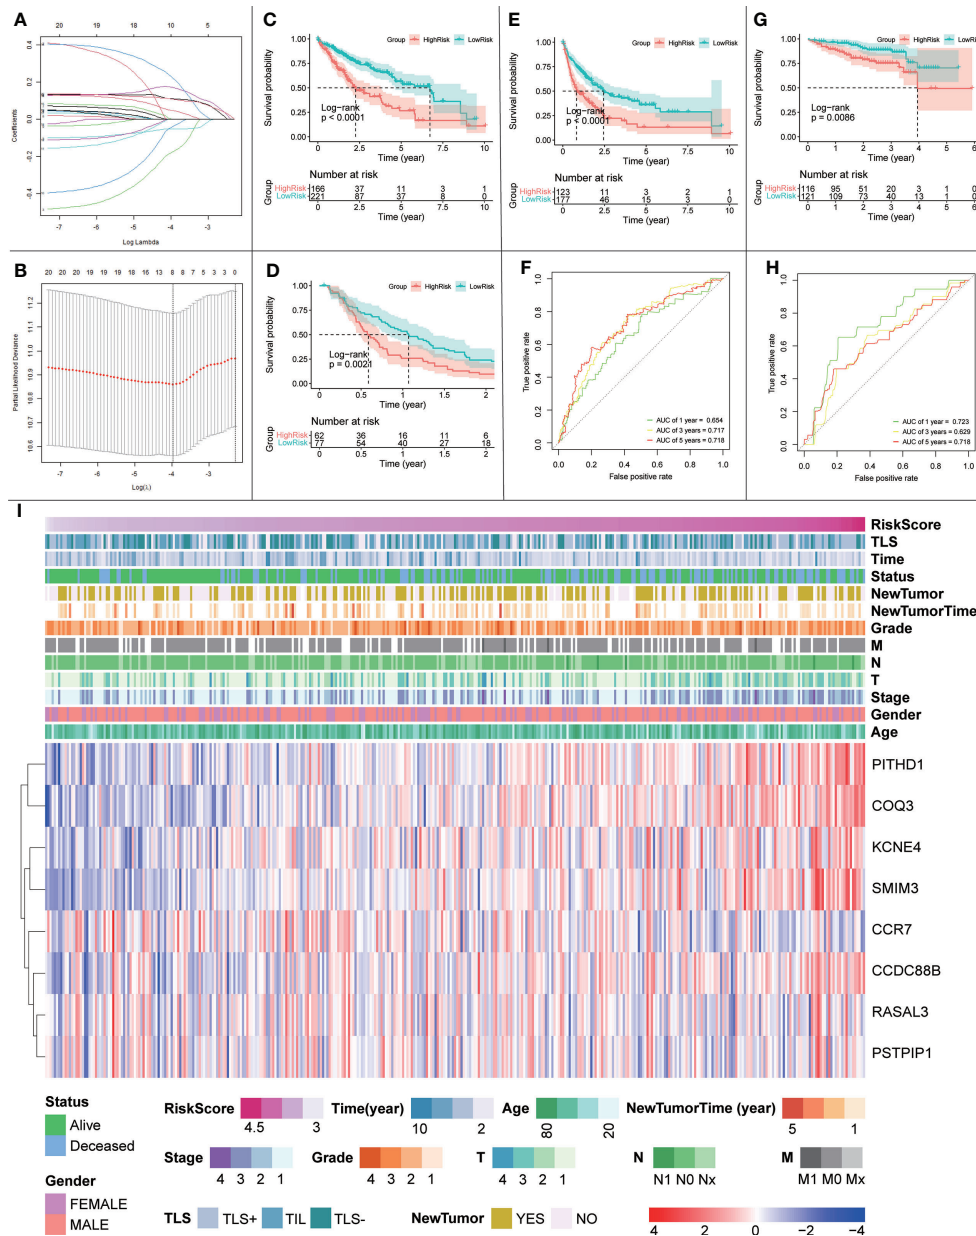 A
20 19 19 16 5
0.4
0.2
0.0
-0.2
-0.4
Coefficients
-7 -6 -5 -4 -3
Log Lambda
B
20 20 19 19 19 18 16 13 9 8 7 5 3 3 0
11.2
11.1
11.0
10.9
10.8
10.7
10.6
Partial Likelihood Deviance
-7 -6 -5 -4 -3
Log(λ)
C
Group HighRisk LowRisk
1.00
0.75
0.50
0.25
0.00
Survival probability
Log-rank
p < 0.0001
0 2.5 5 7.5 10
Time (year)
Number at risk
Group
HighRisk 166 37 11 3 1
LowRisk 221 87 37 8 0
0 2.5 5 7.5 10
Time (year)
D
Group HighRisk LowRisk
1.00
0.75
0.50
0.25
0.00
Survival probability
Log-rank
p = 0.0021
0 0.5 1 1.5 2
Time (year)
Number at risk
Group
HighRisk 62 36 16 11 6
LowRisk 77 54 40 27 18
0 0.5 1 1.5 2
Time (year)
E
Group HighRisk LowRisk
1.00
0.75
0.50
0.25
0.00
Survival probability
Log-rank
p < 0.0001
0 2.5 5 7.5 10
Time (year)
Number at risk
Group
HighRisk 123 11 3 2 1
LowRisk 177 46 15 3 0
0 2.5 5 7.5 10
Time (year)
F
1.0
0.8
0.6
0.4
0.2
0.0
True positive rate
AUC of 1 year = 0.654
AUC of 3 years = 0.717
AUC of 5 years = 0.718
0.0 0.2 0.4 0.6 0.8 1.0
False positive rate
G
Group HighRisk LowRisk
1.00
0.75
0.50
0.25
0.00
Survival probability
Log-rank
p = 0.0086
0 1 2 3 4 5 6
Time (year)
Number at risk
Group
HighRisk 116 95 51 20 3 1 0
LowRisk 121 109 73 40 13 1 0
0 1 2 3 4 5 6
Time (year)
H
1.0
0.8
0.6
0.4
0.2
0.0
True positive rate
AUC of 1 year = 0.723
AUC of 3 years = 0.629
AUC of 5 years = 0.718
0.0 0.2 0.4 0.6 0.8 1.0
False positive rate
I
RiskScore
TLS
Time
Status
NewTumor
NewTumorTime
Grade
M
N
T
Stage
Gender
Age
PITHD1
COQ3
KCNE4
SMIM3
CCR7
CCDC88B
RASAL3
PSTPIP1
Status
Alive
Deceased
Gender
FEMALE
MALE
RiskScore
4.5 3
Time(year)
10 2
Age
80 20
NewTumorTime (year)
5 1
Stage
4 3 2 1
Grade
4 3 2 1
T
4 3 2 1
N
N1 N0 Nx
M
M1 M0 Mx
TLS TLS+ TIL TLS-
NewTumor YES NO
4 2 0 -2 -4